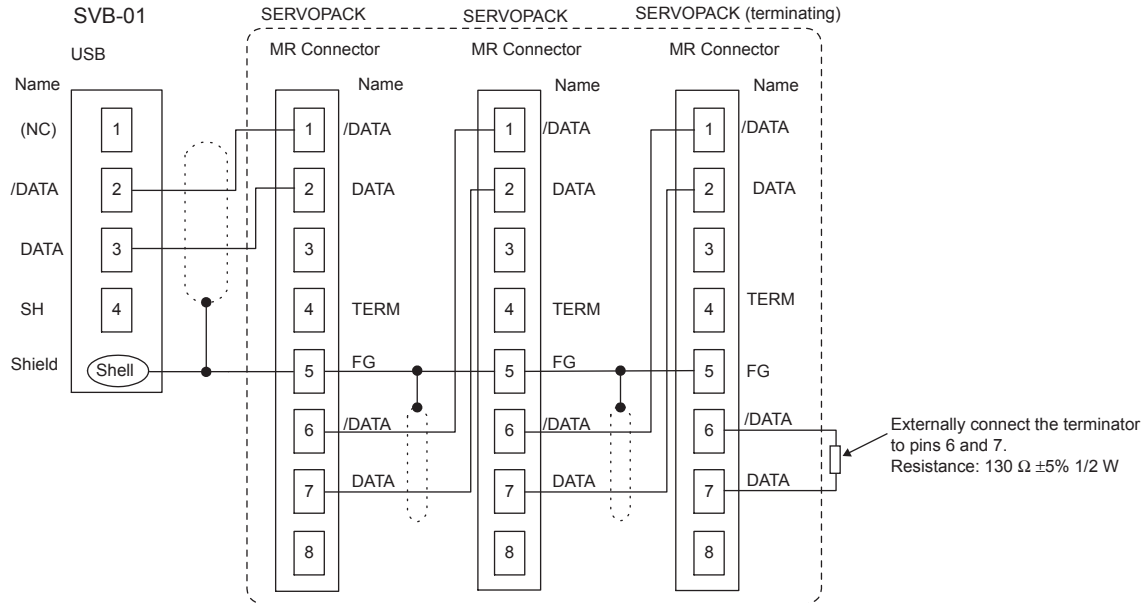 SVB-01
SERVOPACK
SERVOPACK
SERVOPACK (terminating)
USB
MR Connector
MR Connector
MR Connector
Name
Name
Name
Name
(NC)
1
1
/DATA
1
/DATA
1
/DATA
/DATA
2
2
DATA
2
DATA
2
DATA
DATA
3
3
3
3
SH
4
4
TERM
4
TERM
4
TERM
Shield
Shell
5
FG
5
FG
5
FG
6
/DATA
6
/DATA
6
/DATA
7
DATA
7
DATA
7
DATA
8
8
8
Externally connect the terminator
to pins 6 and 7.
Resistance: 130 Ω ±5% 1/2 W